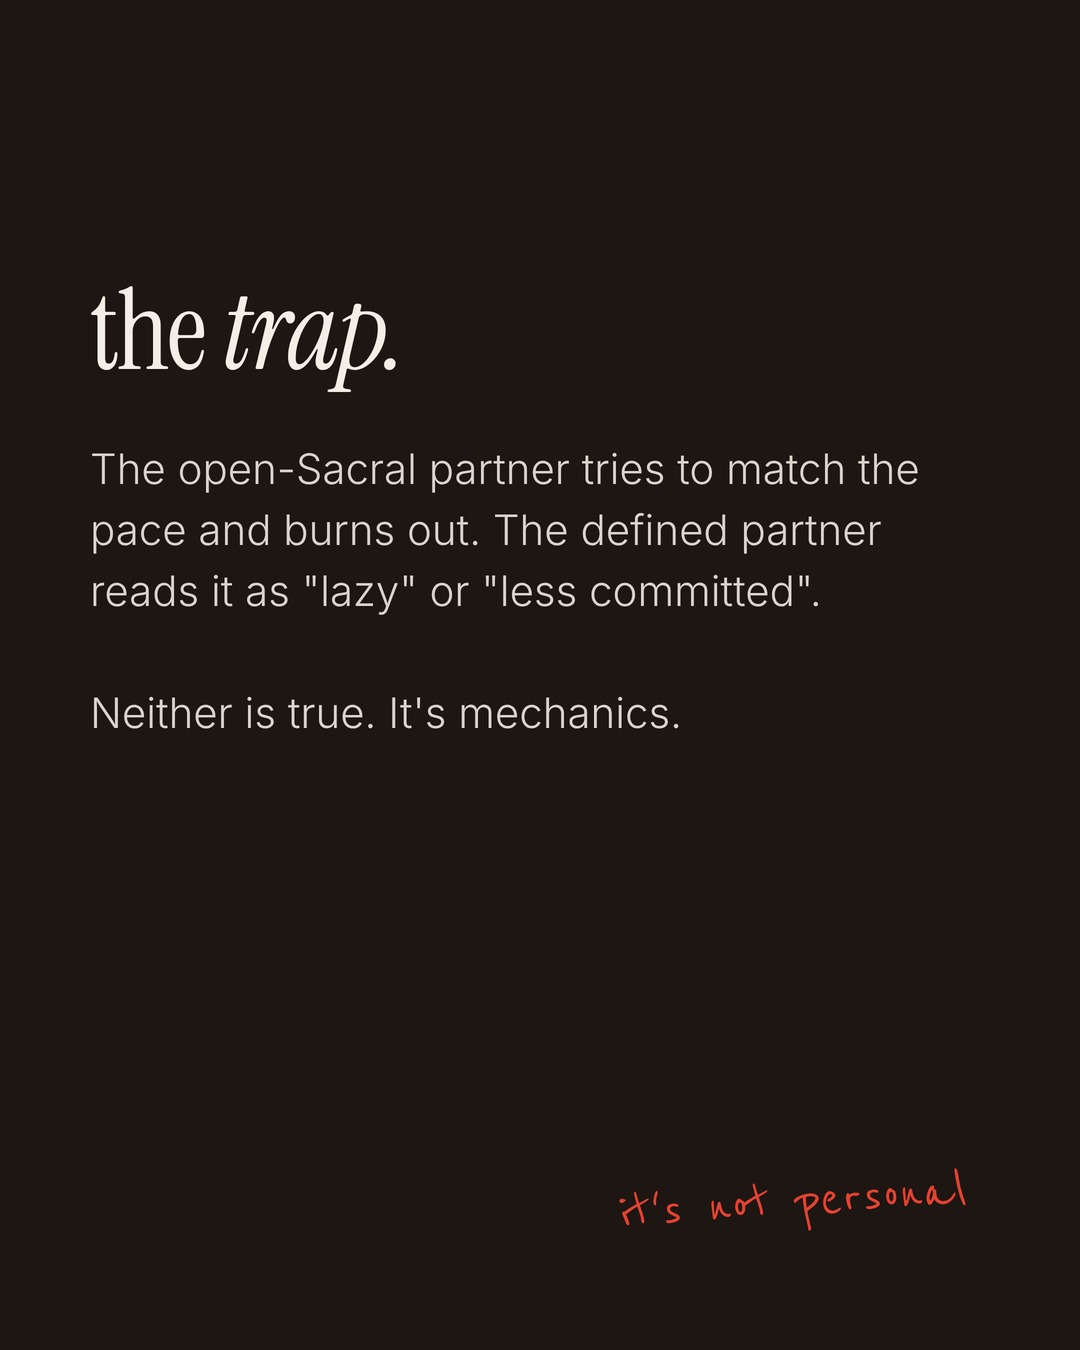 the trap.
The open-Sacral partner tries to match the
pace and burns out. The defined partner
reads it as "lazy" or "less committed".
Neither is true. It's mechanics.
it's not personal